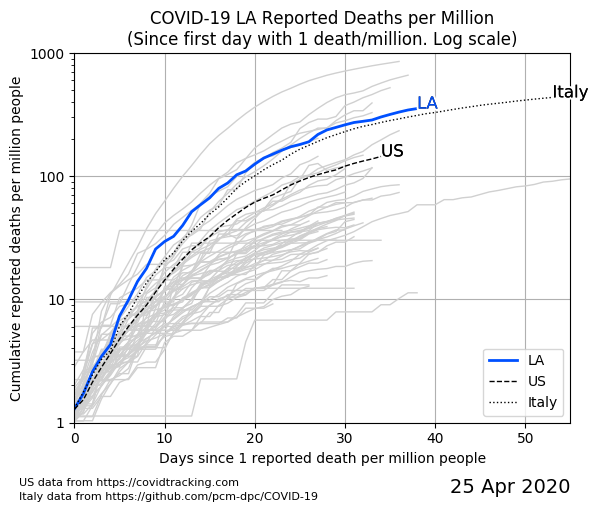 COVID-19 LA Reported Deaths per Million
(Since first day with 1 death/million. Log scale)
Cumulative reported deaths per million people
1000
100
10
1
Italy
LA
US
LA
US
Italy
0 10 20 30 40 50
Days since 1 reported death per million people
US data from https://covidtracking.com
Italy data from https://github.com/pcm-dpc/COVID-19
25 Apr 2020